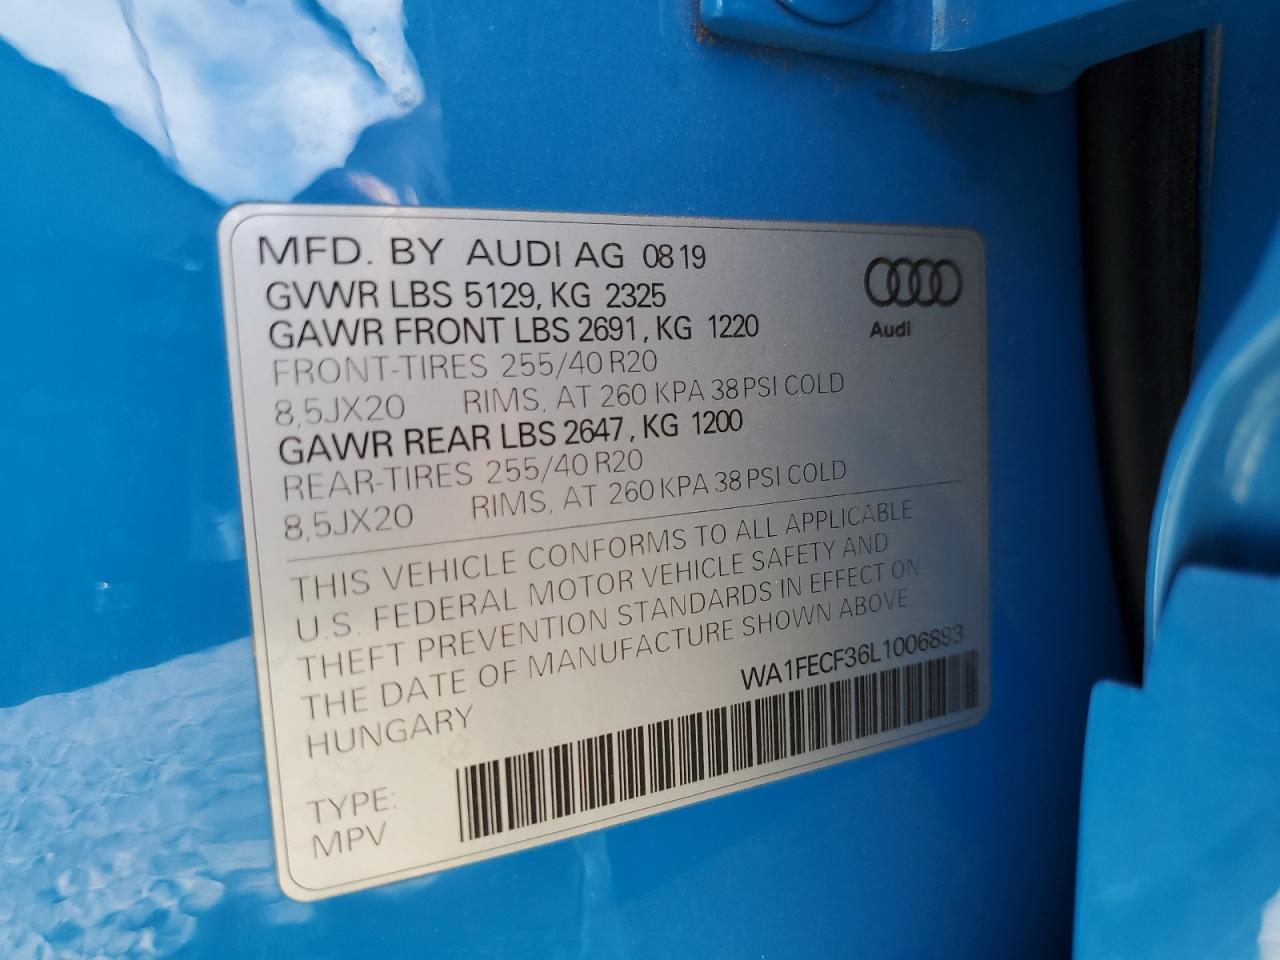 MFD. BY AUDI AG 08 19
GVWR LBS 5129, KG 2325
GAWR FRONT LBS 2691, KG 1220
FRONT-TIRES 255/40 R20
8,5JX20 RIMS, AT 260 KPA 38 PSI COLD
GAWR REAR LBS 2647, KG 1200
REAR-TIRES 255/40 R20
8,5JX20 RIMS, AT 260 KPA 38 PSI COLD
Audi
THIS VEHICLE CONFORMS TO ALL APPLICABLE
U.S. FEDERAL MOTOR VEHICLE SAFETY AND
THEFT PREVENTION STANDARDS IN EFFECT ON
THE DATE OF MANUFACTURE SHOWN ABOVE
HUNGARY
WA1FECF36L1006893
TYPE:
MPV